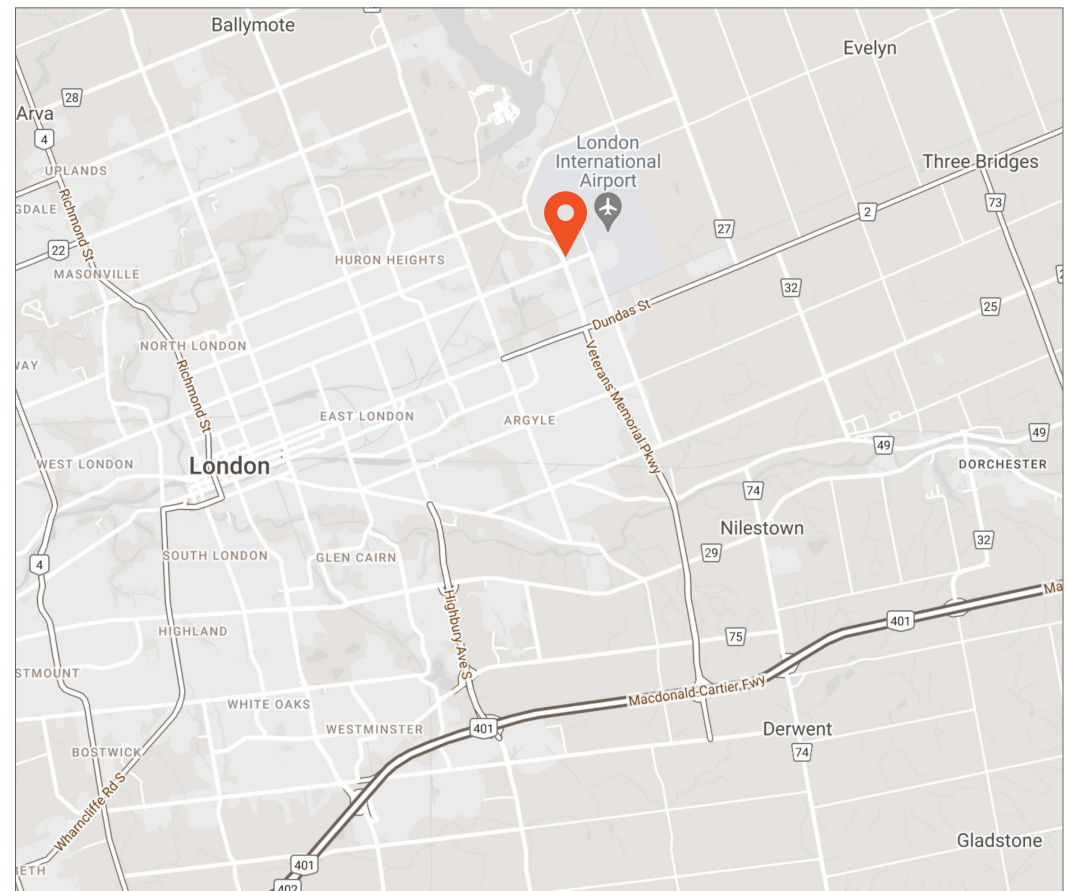 Ballymote
Evelyn
28
Arva
4
London
International
Airport
Three Bridges
UPLANDS
GDALE
Richmond St
73
2
27
22
MASONVILLE
HURON HEIGHTS
32
25
Dundas St
NORTH LONDON
WAY
Richmond St
Veterans Memorial Pkwy
EAST LONDON
ARGYLE
49
49
WEST LONDON
London
DORCHESTER
74
Nilestown
32
29
SOUTH LONDON
GLEN CAIRN
4
Ma
Highbury Ave S
401
HIGHLAND
75
STMOUNT
Macdonald-Cartier Fwy
WHITE OAKS
WESTMINSTER
401
Derwent
74
BOSTWICK
Wharncliffe Rd S
Gladstone
401
BETH
402